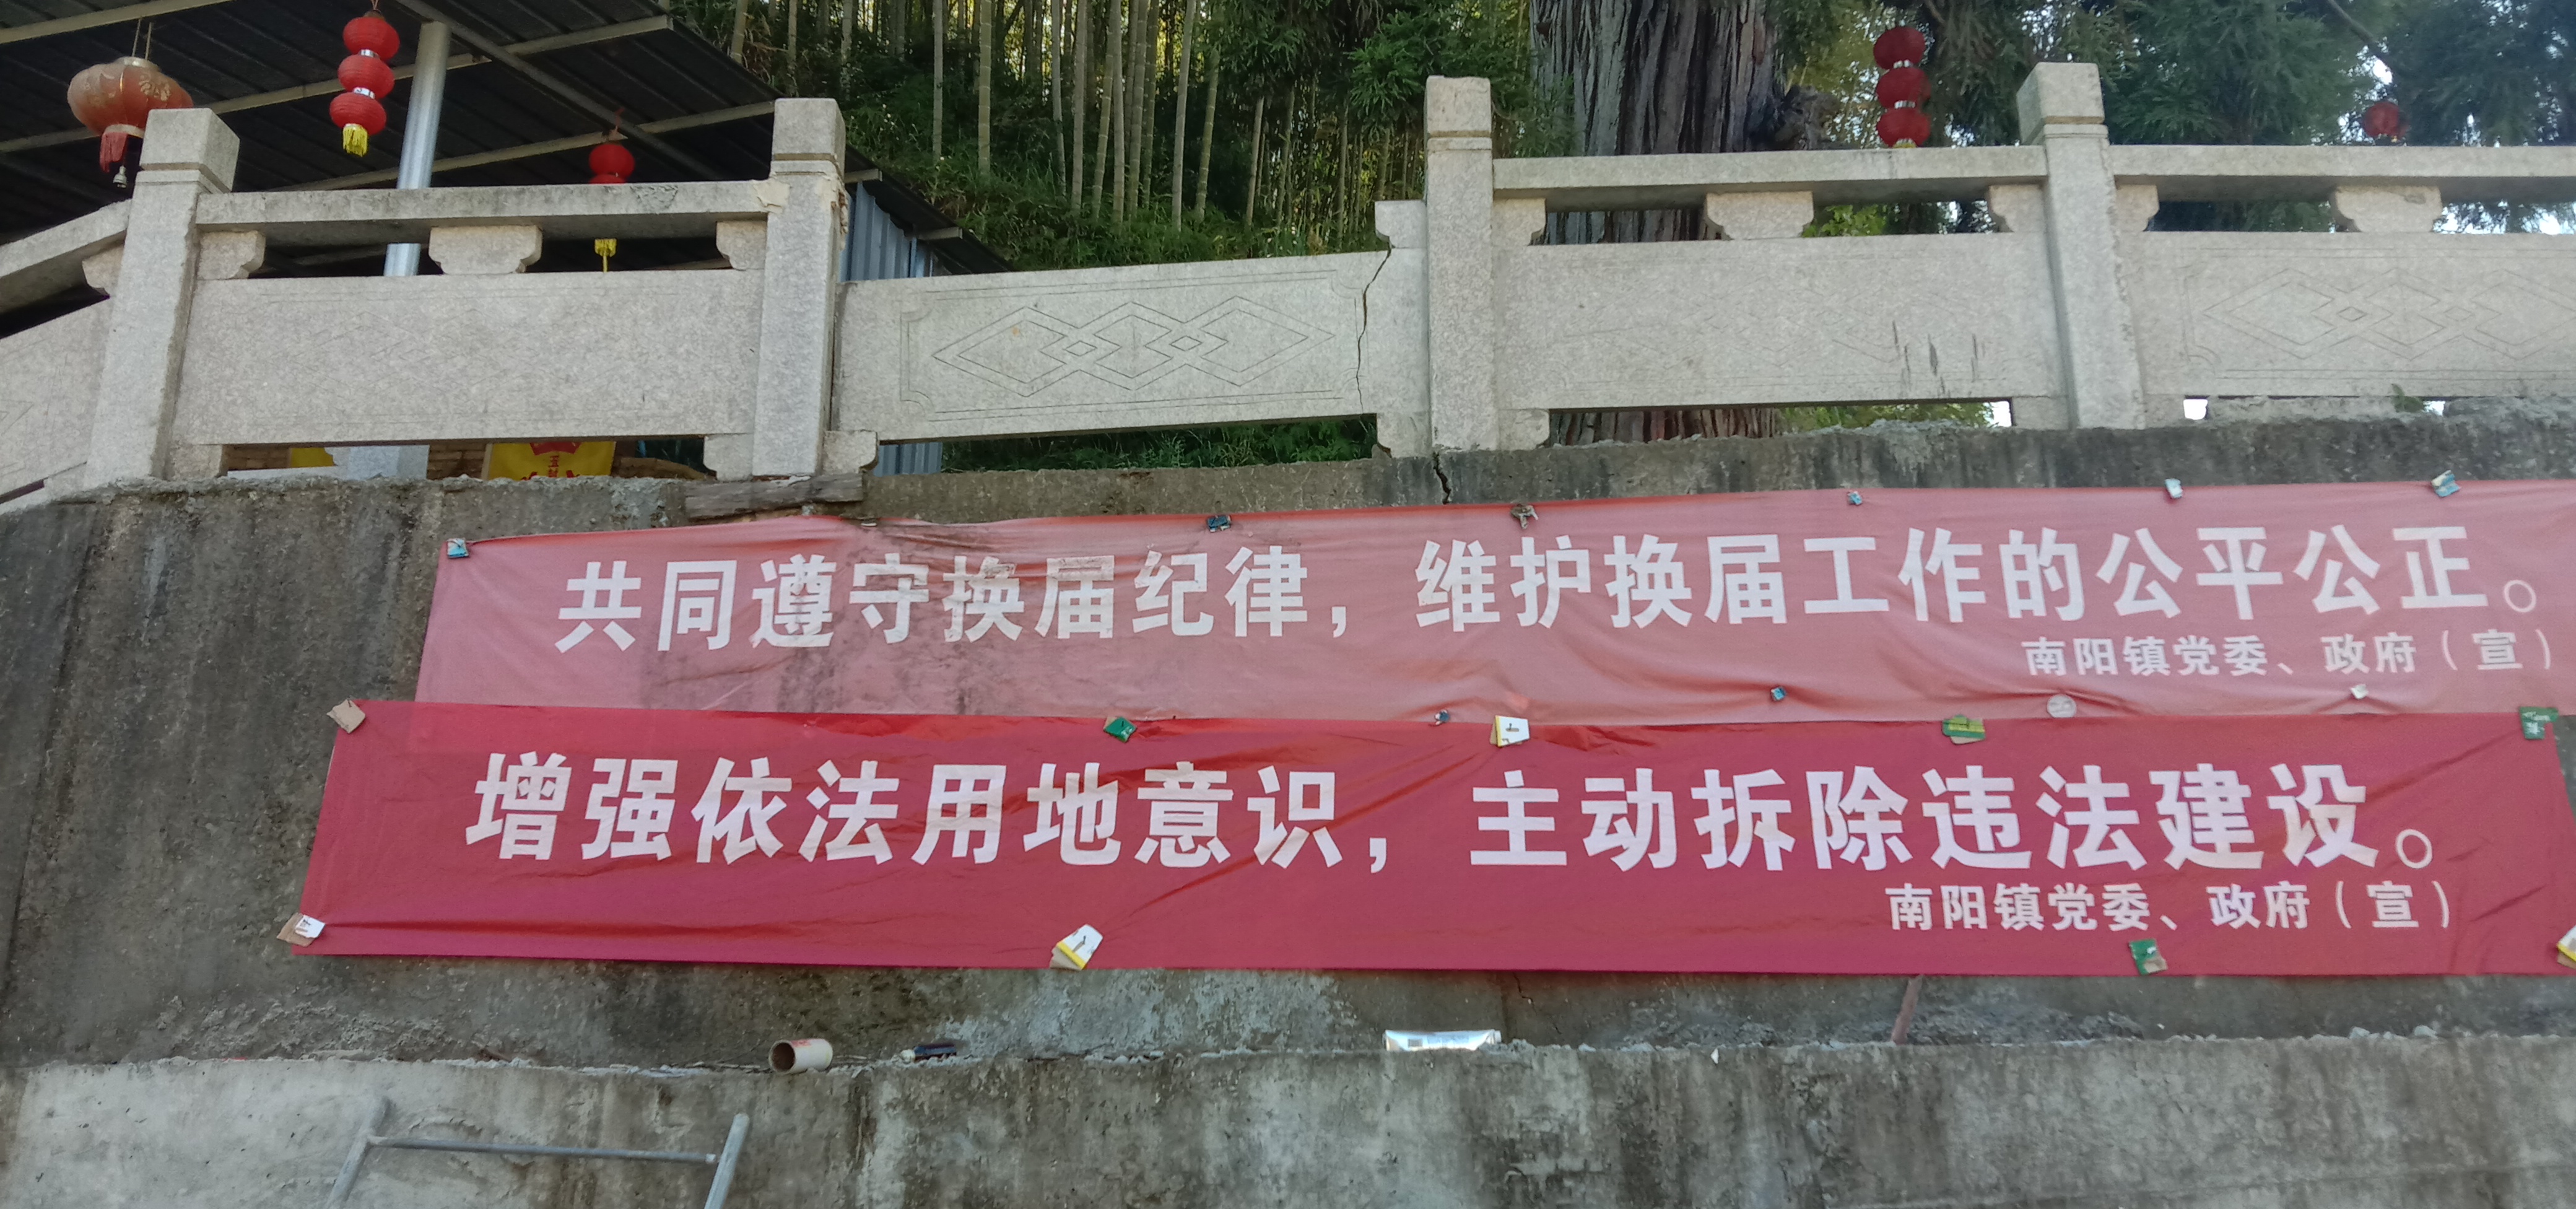 共同遵守换届纪律，维护换届工作的公平公正。
南阳镇党委、政府（宣）
增强依法用地意识，主动拆除违法建设。
南阳镇党委、政府（宣）